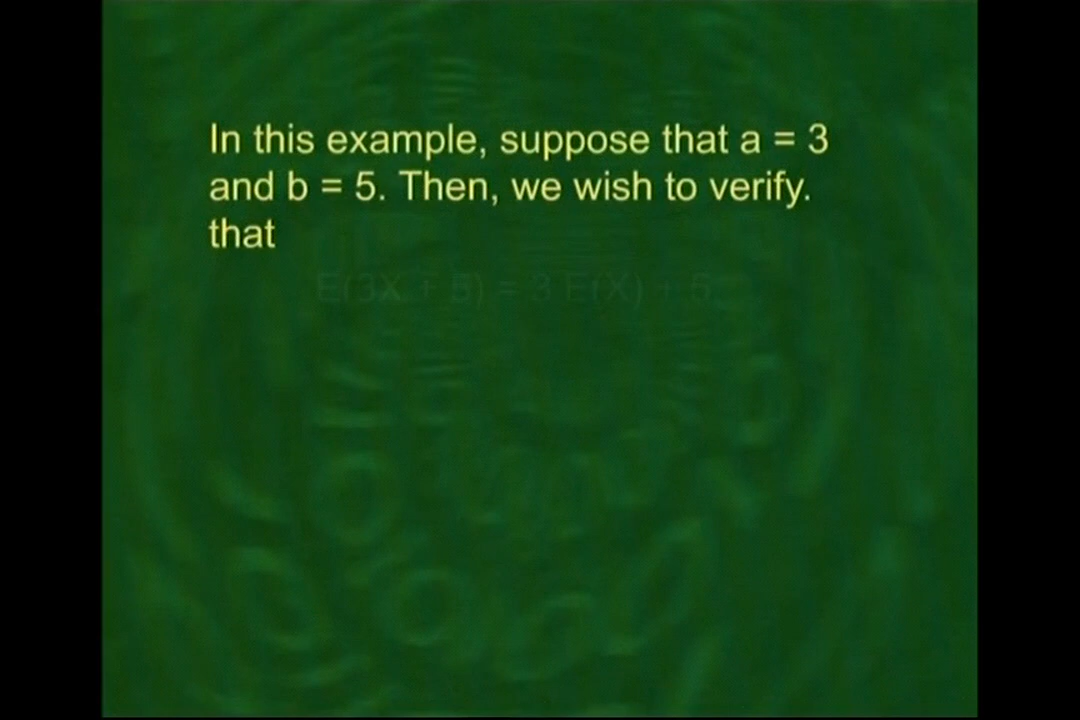 In this example, suppose that a = 3
and b = 5. Then, we wish to verify.
that
E(3X + 5) = 3 E(X) + 5